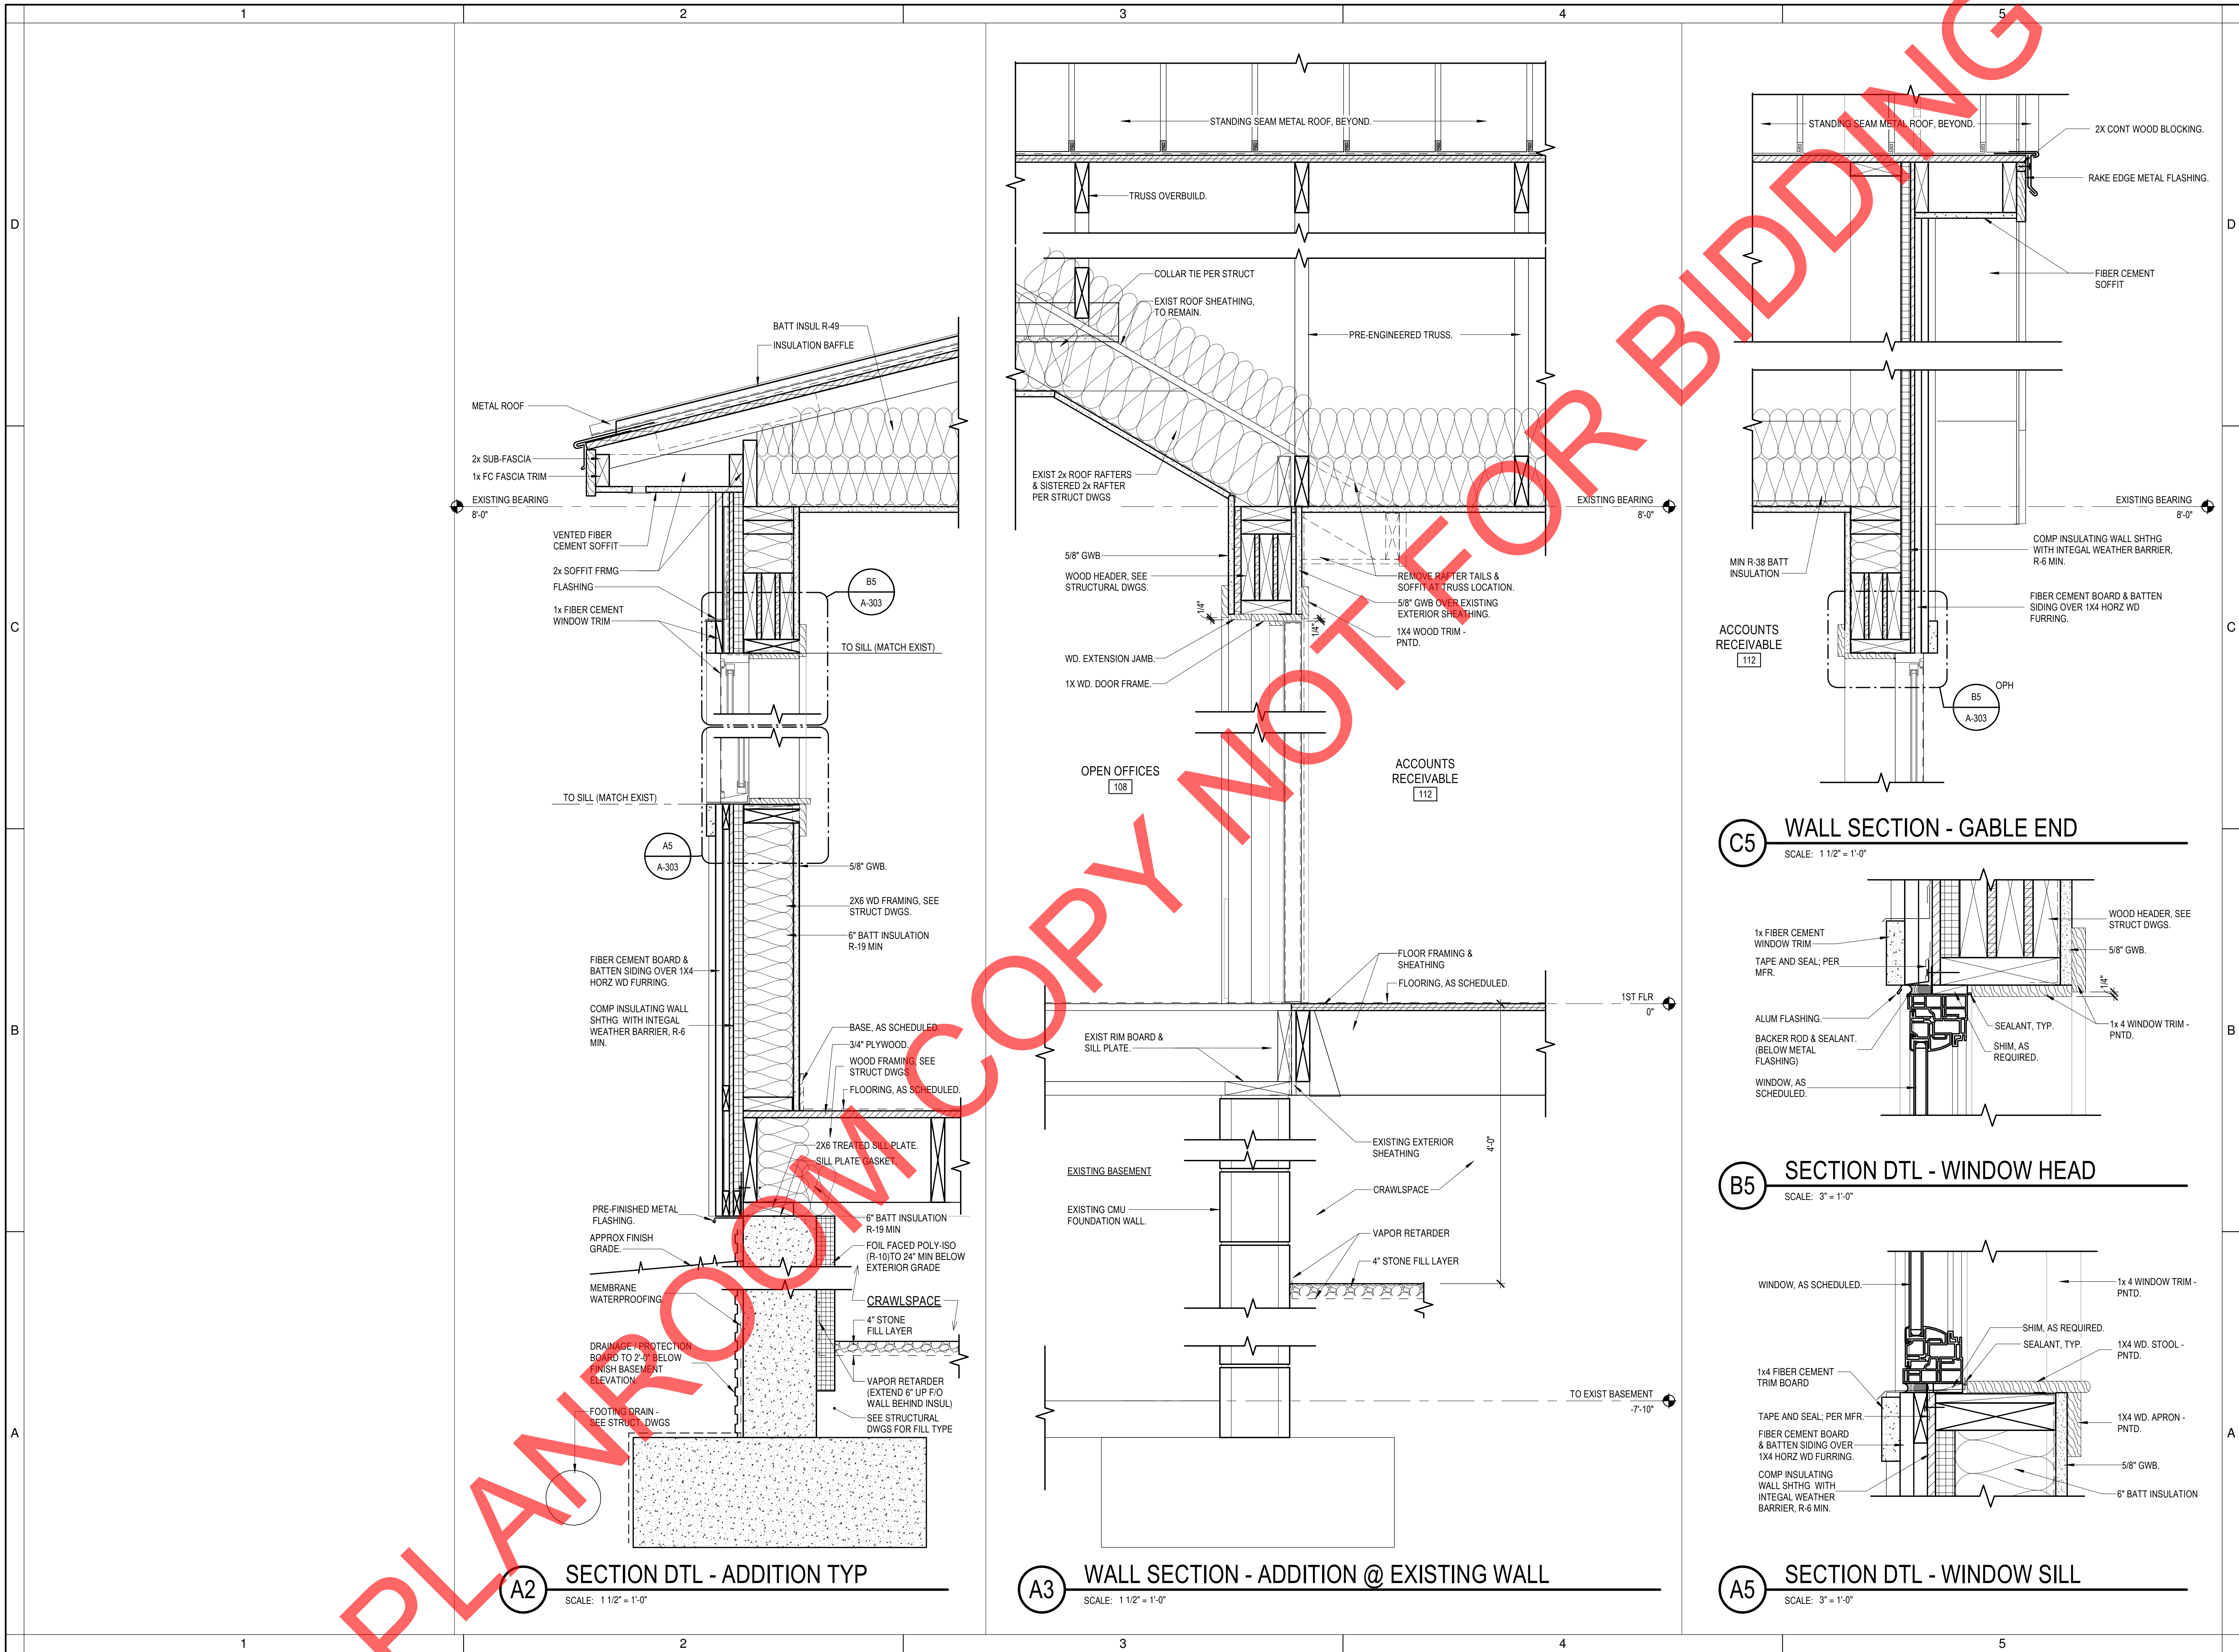 1
2
3
4
5
D
C
B
A
D
C
B
A
1
2
3
4
5
PLANROOM COPY NOT FOR BIDDING
BATT INSUL R-49
INSULATION BAFFLE
METAL ROOF
2x SUB-FASCIA
1x FC FASCIA TRIM
EXISTING BEARING
8'-0"
VENTED FIBER
CEMENT SOFFIT
2x SOFFIT FRMG
FLASHING
1x FIBER CEMENT
WINDOW TRIM
B5
A-303
TO SILL (MATCH EXIST)
TO SILL (MATCH EXIST)
A5
A-303
5/8" GWB.
2X6 WD FRAMING, SEE
STRUCT DWGS.
6" BATT INSULATION
R-19 MIN
FIBER CEMENT BOARD &
BATTEN SIDING OVER 1X4
HORZ WD FURRING.
COMP INSULATING WALL
SHTHG WITH INTEGAL
WEATHER BARRIER, R-6
MIN.
BASE, AS SCHEDULED.
3/4" PLYWOOD.
WOOD FRAMING, SEE
STRUCT DWGS.
FLOORING, AS SCHEDULED.
2X6 TREATED SILL PLATE.
SILL PLATE GASKET.
PRE-FINISHED METAL
FLASHING.
APPROX FINISH
GRADE.
6" BATT INSULATION
R-19 MIN
FOIL FACED POLY-ISO
(R-10)TO 24" MIN BELOW
EXTERIOR GRADE
MEMBRANE
WATERPROOFING.
CRAWLSPACE
4" STONE
FILL LAYER
DRAINAGE / PROTECTION
BOARD TO 2'-0" BELOW
FINISH BASEMENT
ELEVATION.
VAPOR RETARDER
(EXTEND 6" UP F/O
WALL BEHIND INSUL)
FOOTING DRAIN -
SEE STRUCT. DWGS
SEE STRUCTURAL
DWGS FOR FILL TYPE
A2
SECTION DTL - ADDITION TYP
SCALE: 1 1/2" = 1'-0"
STANDING SEAM METAL ROOF, BEYOND.
TRUSS OVERBUILD.
COLLAR TIE PER STRUCT
EXIST ROOF SHEATHING,
TO REMAIN.
PRE-ENGINEERED TRUSS.
EXIST 2x ROOF RAFTERS
& SISTERED 2x RAFTER
PER STRUCT DWGS
EXISTING BEARING
8'-0"
5/8" GWB
WOOD HEADER, SEE
STRUCTURAL DWGS.
1/4"
1/4"
REMOVE RAFTER TAILS &
SOFFIT AT TRUSS LOCATION.
5/8" GWB OVER EXISTING
EXTERIOR SHEATHING.
1X4 WOOD TRIM -
PNTD.
WD. EXTENSION JAMB.
1X WD. DOOR FRAME.
OPEN OFFICES
108
ACCOUNTS
RECEIVABLE
112
FLOOR FRAMING &
SHEATHING
FLOORING, AS SCHEDULED.
1ST FLR
0"
EXIST RIM BOARD &
SILL PLATE.
EXISTING EXTERIOR
SHEATHING
4'-0"
EXISTING BASEMENT
CRAWLSPACE
EXISTING CMU
FOUNDATION WALL.
VAPOR RETARDER
4" STONE FILL LAYER
TO EXIST BASEMENT
-7'-10"
A3
WALL SECTION - ADDITION @ EXISTING WALL
SCALE: 1 1/2" = 1'-0"
STANDING SEAM METAL ROOF, BEYOND.
2X CONT WOOD BLOCKING.
RAKE EDGE METAL FLASHING.
FIBER CEMENT
SOFFIT
EXISTING BEARING
8'-0"
MIN R-38 BATT
INSULATION
COMP INSULATING WALL SHTHG
WITH INTEGAL WEATHER BARRIER,
R-6 MIN.
FIBER CEMENT BOARD & BATTEN
SIDING OVER 1X4 HORZ WD
FURRING.
ACCOUNTS
RECEIVABLE
112
B5
A-303
OPH
C5
WALL SECTION - GABLE END
SCALE: 1 1/2" = 1'-0"
1x FIBER CEMENT
WINDOW TRIM
TAPE AND SEAL; PER
MFR.
WOOD HEADER, SEE
STRUCT DWGS.
5/8" GWB.
1/4"
ALUM FLASHING.
BACKER ROD & SEALANT.
(BELOW METAL
FLASHING)
SEALANT, TYP.
SHIM, AS
REQUIRED.
1x 4 WINDOW TRIM -
PNTD.
WINDOW, AS
SCHEDULED.
B5
SECTION DTL - WINDOW HEAD
SCALE: 3" = 1'-0"
WINDOW, AS SCHEDULED.
1x 4 WINDOW TRIM -
PNTD.
SHIM, AS REQUIRED.
SEALANT, TYP.
1X4 WD. STOOL -
PNTD.
1x4 FIBER CEMENT
TRIM BOARD
TAPE AND SEAL; PER MFR.
1X4 WD. APRON -
PNTD.
FIBER CEMENT BOARD
& BATTEN SIDING OVER
1X4 HORZ WD FURRING.
5/8" GWB.
COMP INSULATING
WALL SHTHG WITH
INTEGAL WEATHER
BARRIER, R-6 MIN.
6" BATT INSULATION
A5
SECTION DTL - WINDOW SILL
SCALE: 3" = 1'-0"